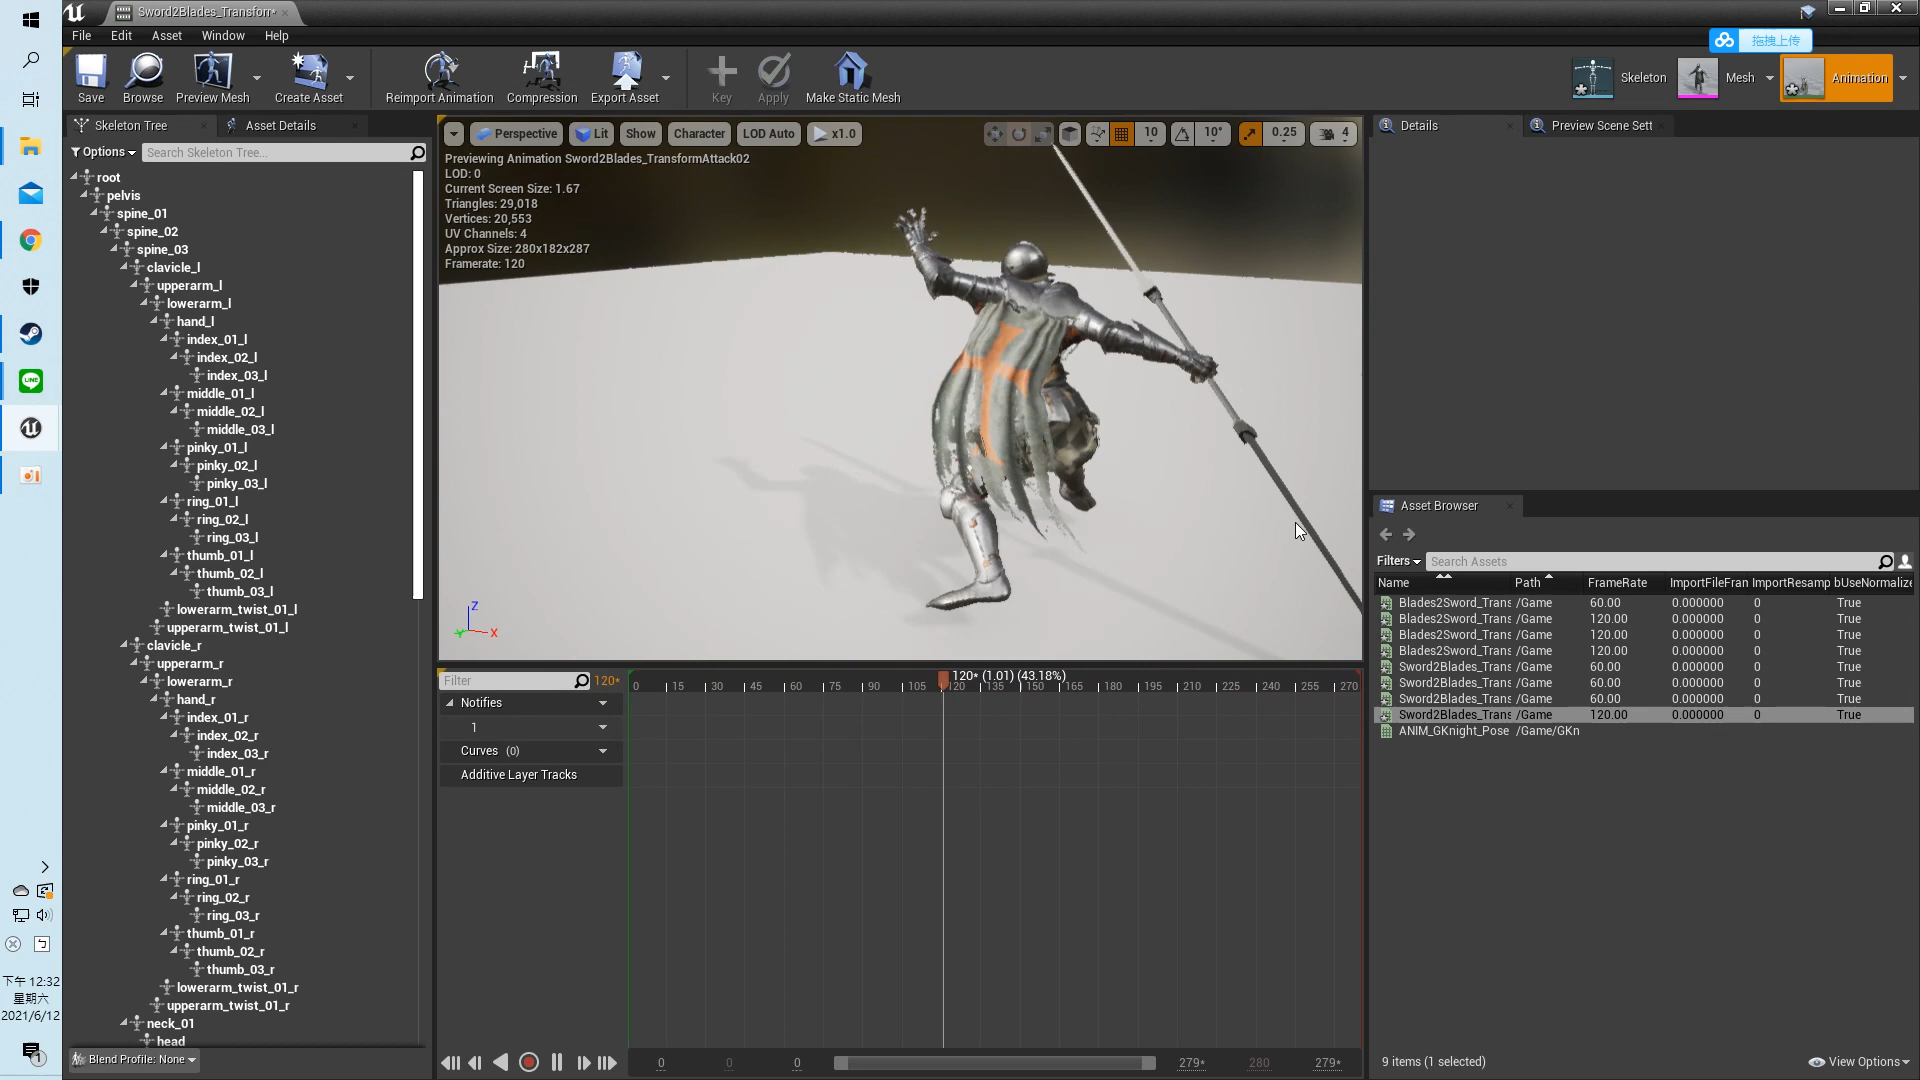 Sword2Blades_Transforr*
File Edit Asset Window Help
拖拽上传
Save Browse Preview Mesh Create Asset Reimport Animation Compression Export Asset Key Apply Make Static Mesh
Skeleton Mesh Animation
Skeleton Tree Asset Details
Options Search Skeleton Tree...
root
pelvis
spine_01
spine_02
spine_03
clavicle_l
upperarm_l
lowerarm_l
hand_l
index_01_l
index_02_l
index_03_l
middle_01_l
middle_02_l
middle_03_l
pinky_01_l
pinky_02_l
pinky_03_l
ring_01_l
ring_02_l
ring_03_l
thumb_01_l
thumb_02_l
thumb_03_l
lowerarm_twist_01_l
upperarm_twist_01_l
clavicle_r
upperarm_r
lowerarm_r
hand_r
index_01_r
index_02_r
index_03_r
middle_01_r
middle_02_r
middle_03_r
pinky_01_r
pinky_02_r
pinky_03_r
ring_01_r
ring_02_r
ring_03_r
thumb_01_r
thumb_02_r
thumb_03_r
lowerarm_twist_01_r
upperarm_twist_01_r
neck_01
head
Blend Profile: None
Perspective Lit Show Character LOD Auto x1.0 10 10° 0.25 4
Previewing Animation Sword2Blades_TransformAttack02
LOD: 0
Current Screen Size: 1.67
Triangles: 29,018
Vertices: 20,553
UV Channels: 4
Approx Size: 280x182x287
Framerate: 120
Z
Y
X
Filter 120*
120* (1.01) (43.18%)
0 15 30 45 60 75 90 105 120 135 150 165 180 195 210 225 240 255 270
Notifies
1
Curves (0)
Additive Layer Tracks
0 0 0 279* 280 279*
Details Preview Scene Sett
Asset Browser
Filters Search Assets
Name Path FrameRate ImportFileFran ImportResamp bUseNormalize
Blades2Sword_Trans /Game 60.00 0.000000 0 True
Blades2Sword_Trans /Game 120.00 0.000000 0 True
Blades2Sword_Trans /Game 120.00 0.000000 0 True
Blades2Sword_Trans /Game 120.00 0.000000 0 True
Sword2Blades_Trans /Game 60.00 0.000000 0 True
Sword2Blades_Trans /Game 60.00 0.000000 0 True
Sword2Blades_Trans /Game 60.00 0.000000 0 True
Sword2Blades_Trans /Game 120.00 0.000000 0 True
ANIM_GKnight_Pose /Game/GKn
9 items (1 selected) View Options
LINE
下午 12:32
星期六
2021/6/12
1